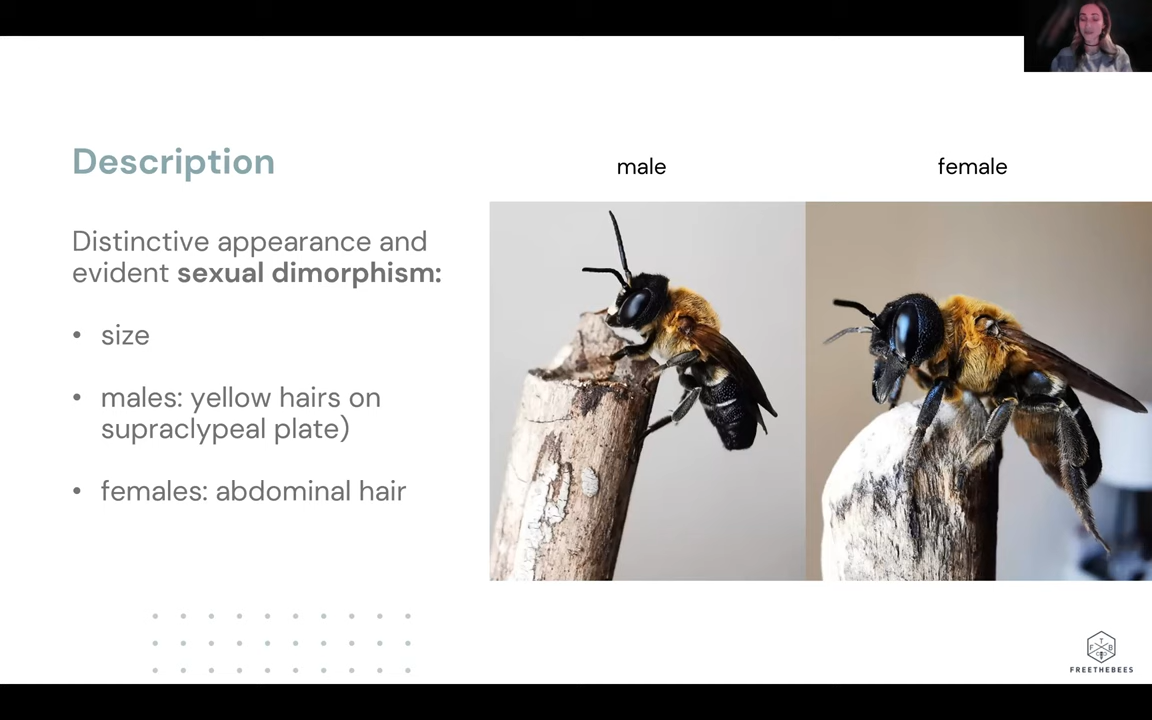 Description
male
female
Distinctive appearance and
evident sexual dimorphism:
• size
• males: yellow hairs on
supraclypeal plate)
• females: abdominal hair
F T B
FREETHEBEES